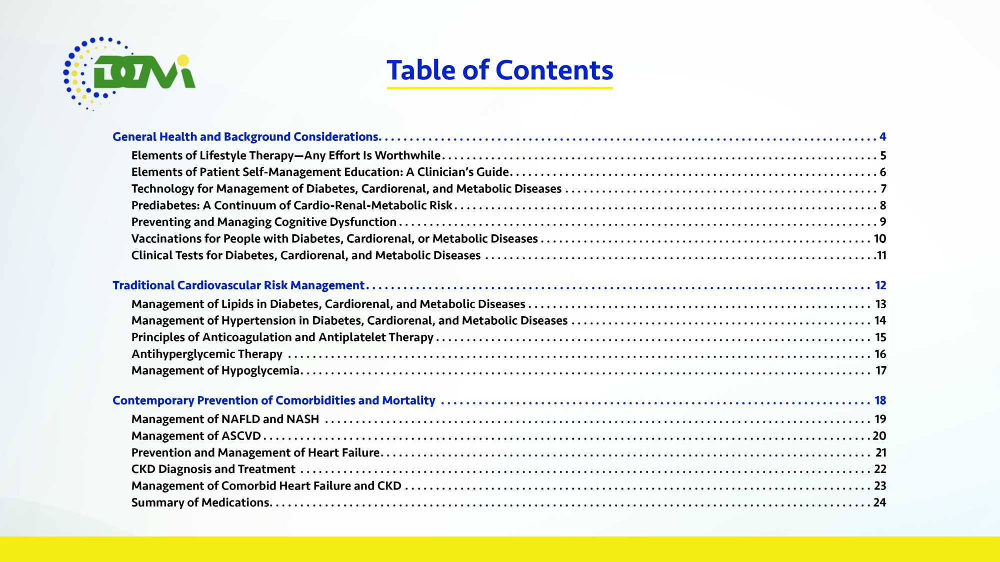 DCMi
Table of Contents
General Health and Background Considerations. . . . . . . . . . . . . . . . . . . . 4
Elements of Lifestyle Therapy—Any Effort Is Worthwhile. . . . . . . . . . . . . . . . . . . . 5
Elements of Patient Self-Management Education: A Clinician’s Guide. . . . . . . . . . . . . . . . . . . . 6
Technology for Management of Diabetes, Cardiorenal, and Metabolic Diseases . . . . . . . . . . . . . . . . . . . . 7
Prediabetes: A Continuum of Cardio-Renal-Metabolic Risk. . . . . . . . . . . . . . . . . . . . 8
Preventing and Managing Cognitive Dysfunction . . . . . . . . . . . . . . . . . . . . 9
Vaccinations for People with Diabetes, Cardiorenal, or Metabolic Diseases . . . . . . . . . . . . . . . . . . . . 10
Clinical Tests for Diabetes, Cardiorenal, and Metabolic Diseases . . . . . . . . . . . . . . . . . . . . 11
Traditional Cardiovascular Risk Management. . . . . . . . . . . . . . . . . . . . 12
Management of Lipids in Diabetes, Cardiorenal, and Metabolic Diseases . . . . . . . . . . . . . . . . . . . . 13
Management of Hypertension in Diabetes, Cardiorenal, and Metabolic Diseases . . . . . . . . . . . . . . . . . . . . 14
Principles of Anticoagulation and Antiplatelet Therapy . . . . . . . . . . . . . . . . . . . . 15
Antihyperglycemic Therapy . . . . . . . . . . . . . . . . . . . . 16
Management of Hypoglycemia. . . . . . . . . . . . . . . . . . . . 17
Contemporary Prevention of Comorbidities and Mortality . . . . . . . . . . . . . . . . . . . . 18
Management of NAFLD and NASH . . . . . . . . . . . . . . . . . . . . 19
Management of ASCVD . . . . . . . . . . . . . . . . . . . . 20
Prevention and Management of Heart Failure. . . . . . . . . . . . . . . . . . . . 21
CKD Diagnosis and Treatment . . . . . . . . . . . . . . . . . . . . 22
Management of Comorbid Heart Failure and CKD . . . . . . . . . . . . . . . . . . . . 23
Summary of Medications. . . . . . . . . . . . . . . . . . . . 24